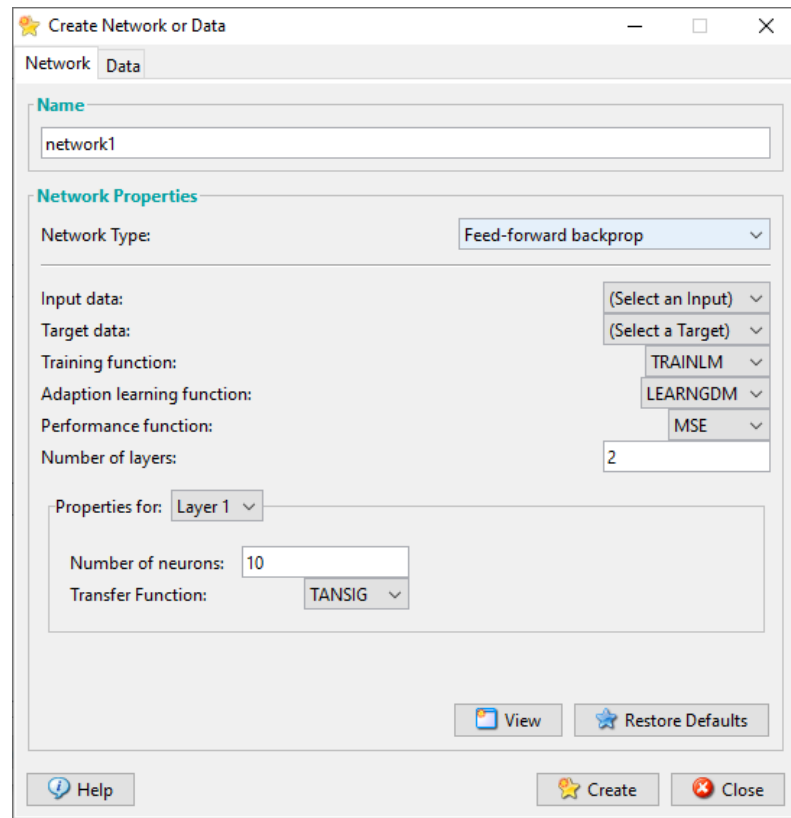 Create Network or Data
Network Data
Name
network1
Network Properties
Network Type: Feed-forward backprop
Input data: (Select an Input)
Target data: (Select a Target)
Training function: TRAINLM
Adaption learning function: LEARNGDM
Performance function: MSE
Number of layers: 2
Properties for: Layer 1
Number of neurons: 10
Transfer Function: TANSIG
View Restore Defaults
Help Create Close